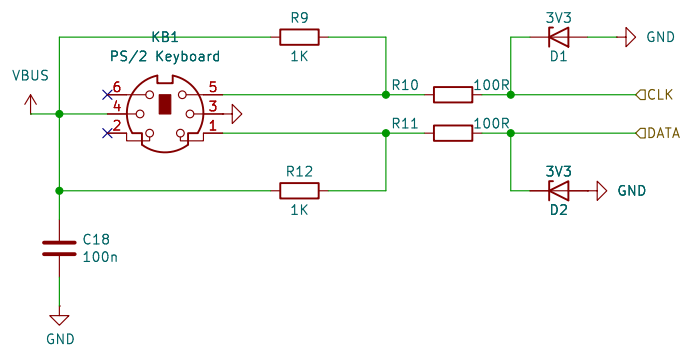 R9
1K
3V3
D1
GND
KB1
PS/2 Keyboard
VBUS
6
5
4
3
2
1
R10
100R
CLK
R11
100R
DATA
R12
1K
3V3
D2
GND
C18
100n
GND